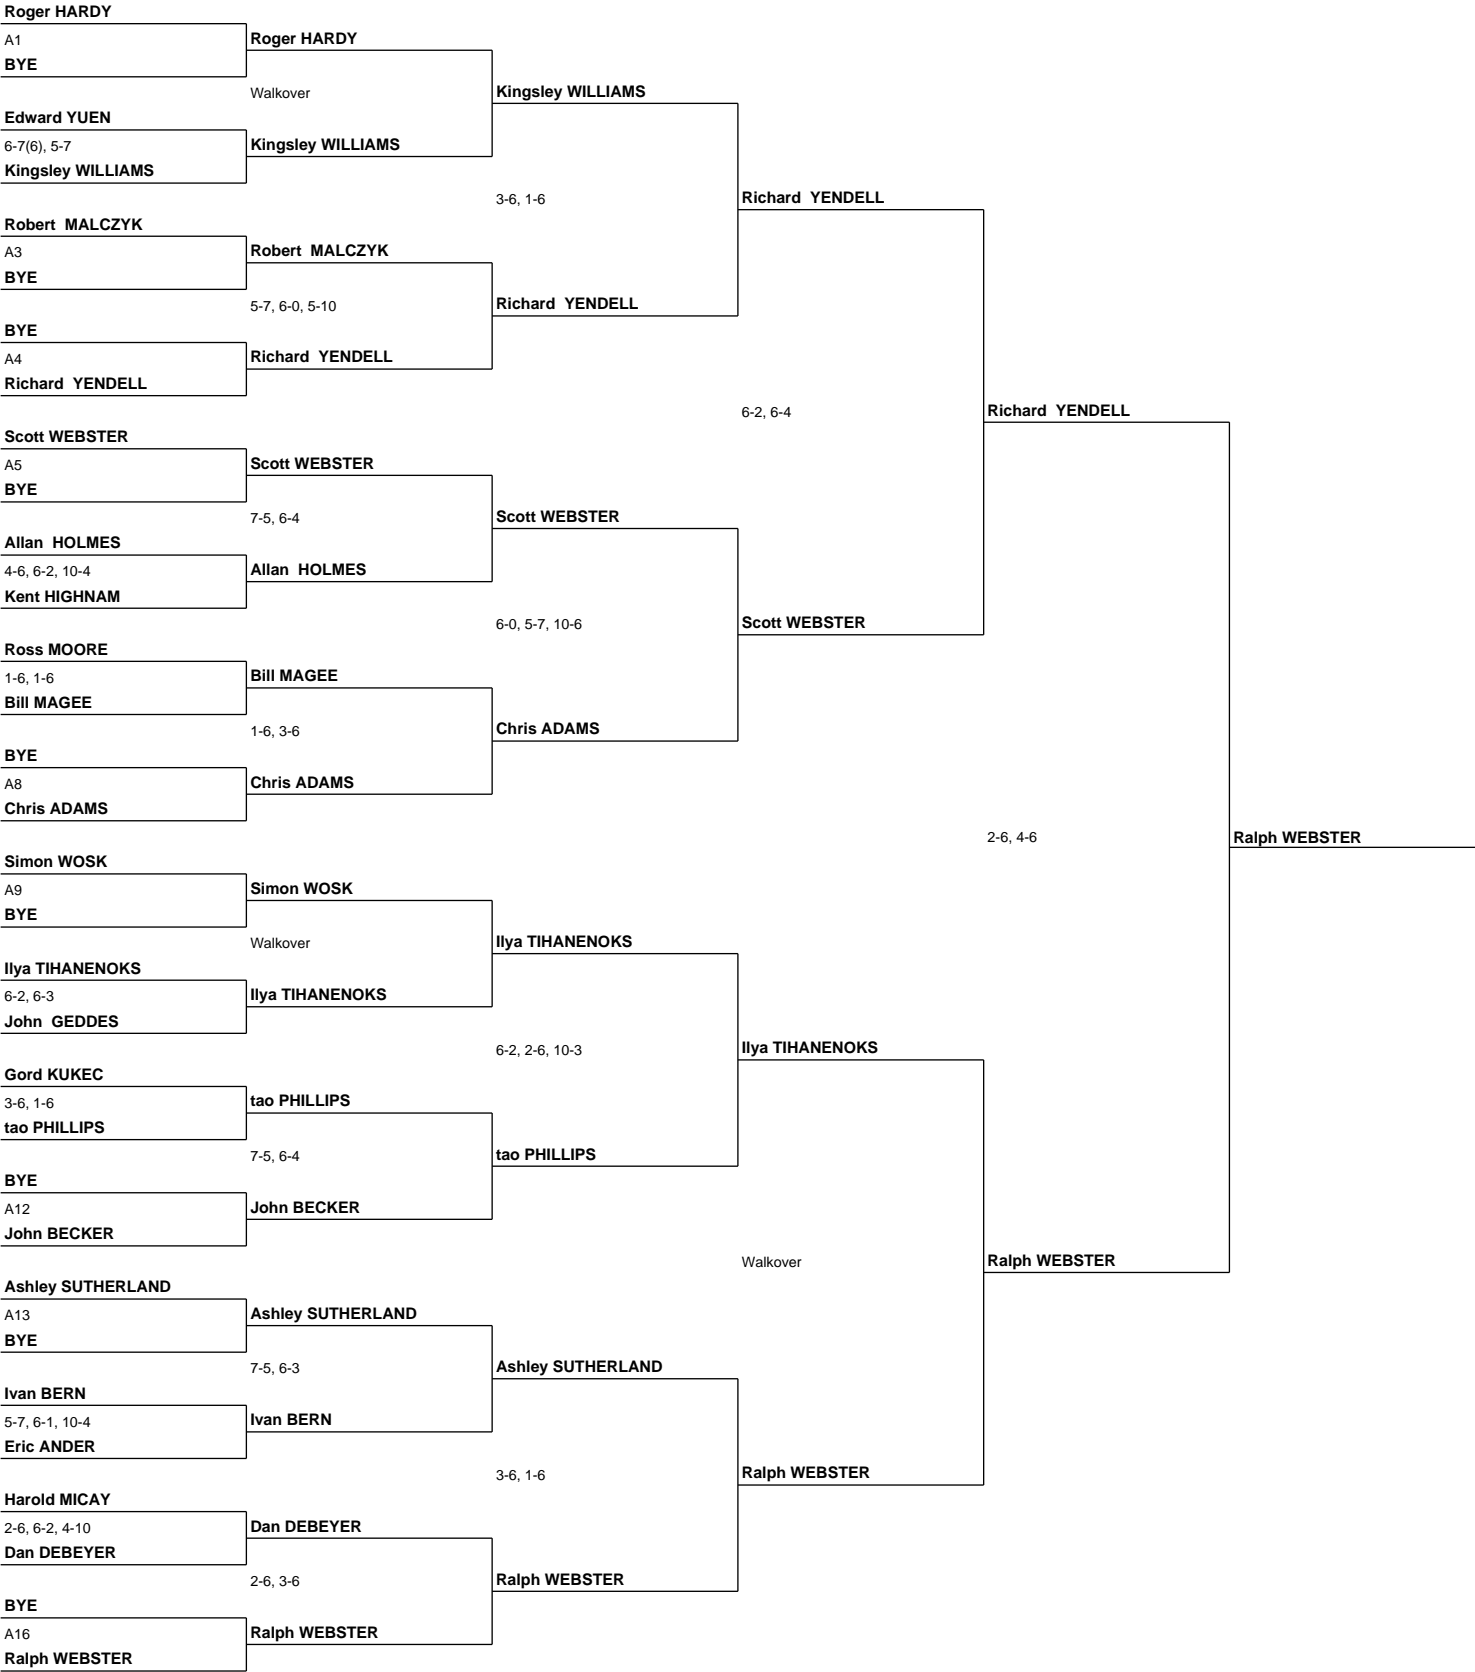 Roger HARDY
A1
BYE
Edward YUEN
6-7(6), 5-7
Kingsley WILLIAMS
Robert  MALCZYK
A3
BYE
BYE
A4
Richard  YENDELL
Scott WEBSTER
A5
BYE
Allan  HOLMES
4-6, 6-2, 10-4
Kent HIGHNAM
Ross MOORE
1-6, 1-6
Bill MAGEE
BYE
A8
Chris ADAMS
Simon WOSK
A9
BYE
Ilya TIHANENOKS
6-2, 6-3
John  GEDDES
Gord KUKEC
3-6, 1-6
tao PHILLIPS
BYE
A12
John BECKER
Ashley SUTHERLAND
A13
BYE
Ivan BERN
5-7, 6-1, 10-4
Eric ANDER
Harold MICAY
2-6, 6-2, 4-10
Dan DEBEYER
BYE
A16
Ralph WEBSTER
Roger HARDY
Walkover
Kingsley WILLIAMS
Robert  MALCZYK
5-7, 6-0, 5-10
Richard  YENDELL
Scott WEBSTER
7-5, 6-4
Allan  HOLMES
Bill MAGEE
1-6, 3-6
Chris ADAMS
Simon WOSK
Walkover
Ilya TIHANENOKS
tao PHILLIPS
7-5, 6-4
John BECKER
Ashley SUTHERLAND
7-5, 6-3
Ivan BERN
Dan DEBEYER
2-6, 3-6
Ralph WEBSTER
Kingsley WILLIAMS
3-6, 1-6
Richard  YENDELL
Scott WEBSTER
6-0, 5-7, 10-6
Chris ADAMS
Ilya TIHANENOKS
6-2, 2-6, 10-3
tao PHILLIPS
Ashley SUTHERLAND
3-6, 1-6
Ralph WEBSTER
Richard  YENDELL
6-2, 6-4
Scott WEBSTER
Ilya TIHANENOKS
Walkover
Ralph WEBSTER
Richard  YENDELL
2-6, 4-6
Ralph WEBSTER
Ralph WEBSTER